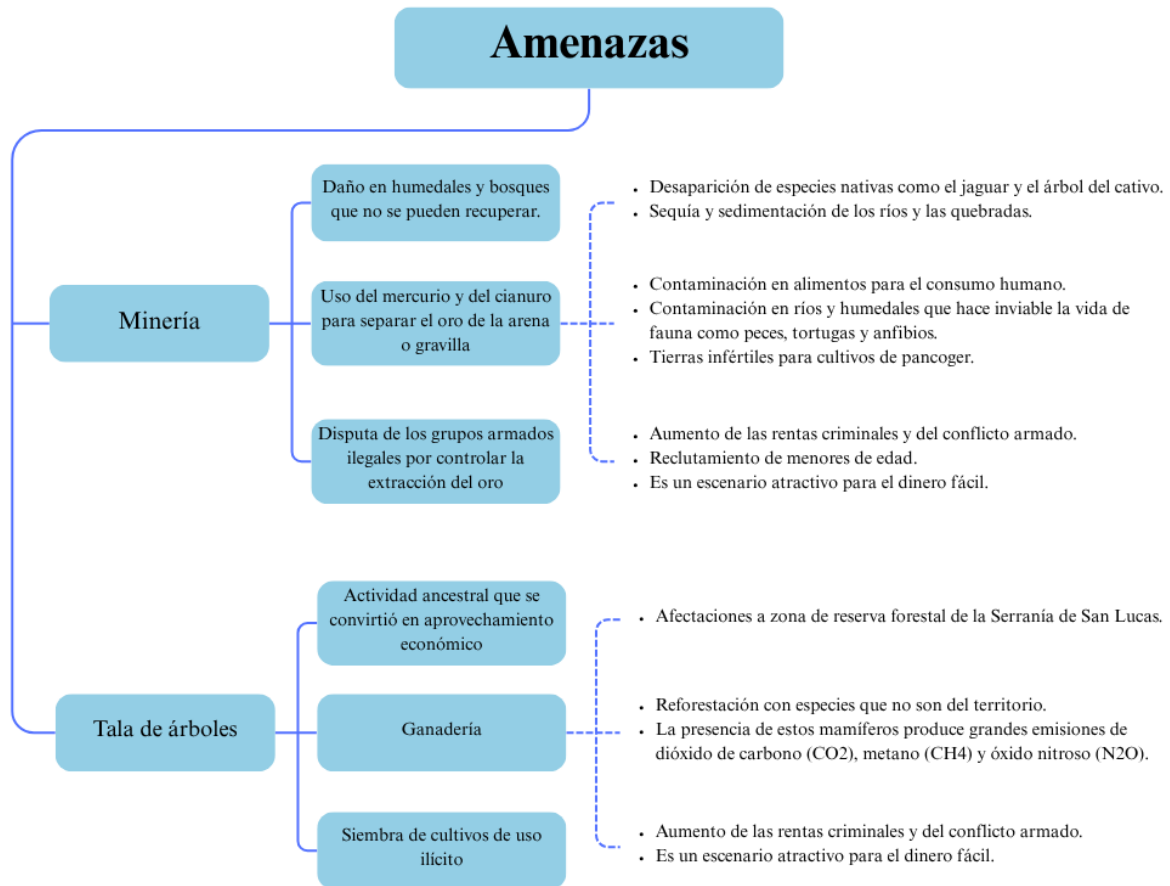 Amenazas
Daño en humedales y bosques
que no se pueden recuperar.
• Desaparición de especies nativas como el jaguar y el árbol del cativo.
• Sequía y sedimentación de los ríos y las quebradas.
Minería
Uso del mercurio y del cianuro
para separar el oro de la arena
o gravilla
• Contaminación en alimentos para el consumo humano.
• Contaminación en ríos y humedales que hace inviable la vida de
fauna como peces, tortugas y anfibios.
• Tierras infértiles para cultivos de pancoger.
Disputa de los grupos armados
ilegales por controlar la
extracción del oro
• Aumento de las rentas criminales y del conflicto armado.
• Reclutamiento de menores de edad.
• Es un escenario atractivo para el dinero fácil.
Actividad ancestral que se
convirtió en aprovechamiento
económico
• Afectaciones a zona de reserva forestal de la Serranía de San Lucas.
Tala de árboles
Ganadería
• Reforestación con especies que no son del territorio.
• La presencia de estos mamíferos produce grandes emisiones de
dióxido de carbono (CO2), metano (CH4) y óxido nitroso (N2O).
Siembra de cultivos de uso
ilícito
• Aumento de las rentas criminales y del conflicto armado.
• Es un escenario atractivo para el dinero fácil.